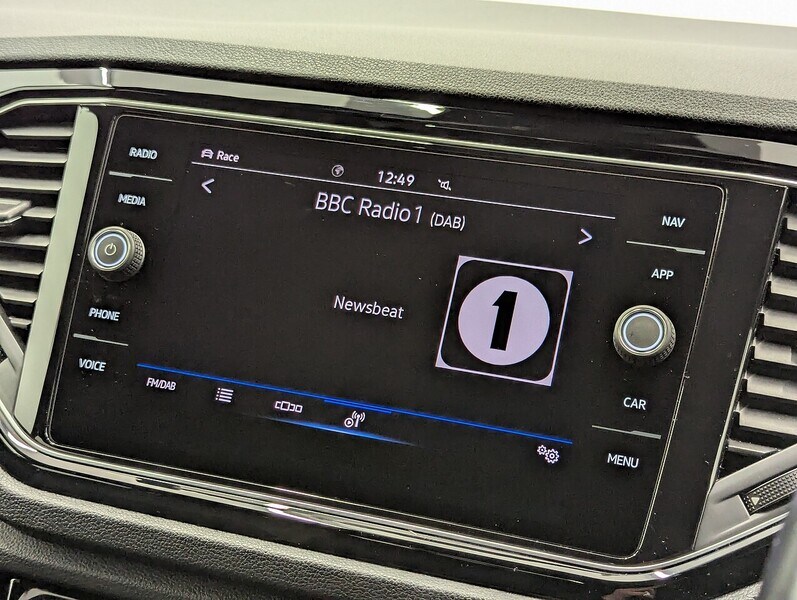 RADIO
MEDIA
PHONE
VOICE
Race
12:49
BBC Radio 1 (DAB)
Newsbeat
1
FM/DAB
NAV
APP
CAR
MENU